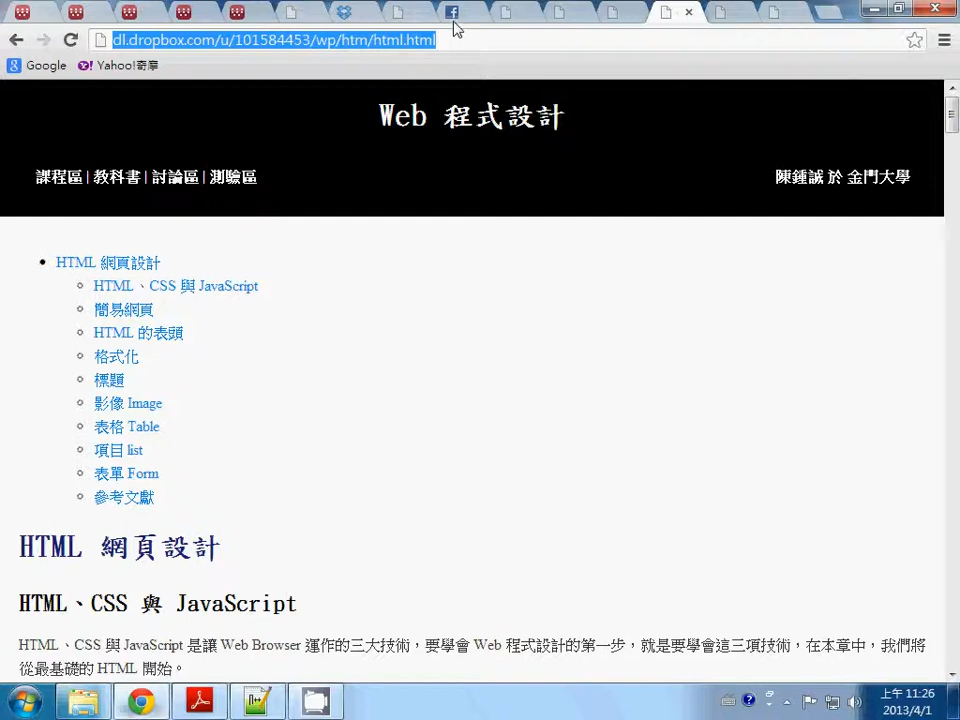 dl.dropbox.com/u/101584453/wp/htm/html.html
Google Yahoo!奇摩
Web 程式設計
課程區 | 教科書 | 討論區 | 測驗區
陳鍾誠 於 金門大學
HTML 網頁設計
HTML、CSS 與 JavaScript
簡易網頁
HTML 的表頭
格式化
標題
影像 Image
表格 Table
項目 list
表單 Form
參考文獻
HTML 網頁設計
HTML、CSS 與 JavaScript
HTML、CSS 與 JavaScript 是讓 Web Browser 運作的三大技術，要學會 Web 程式設計的第一步，就是要學會這三項技術，在本章中，我們將
從最基礎的 HTML 開始。
上午 11:26
2013/4/1